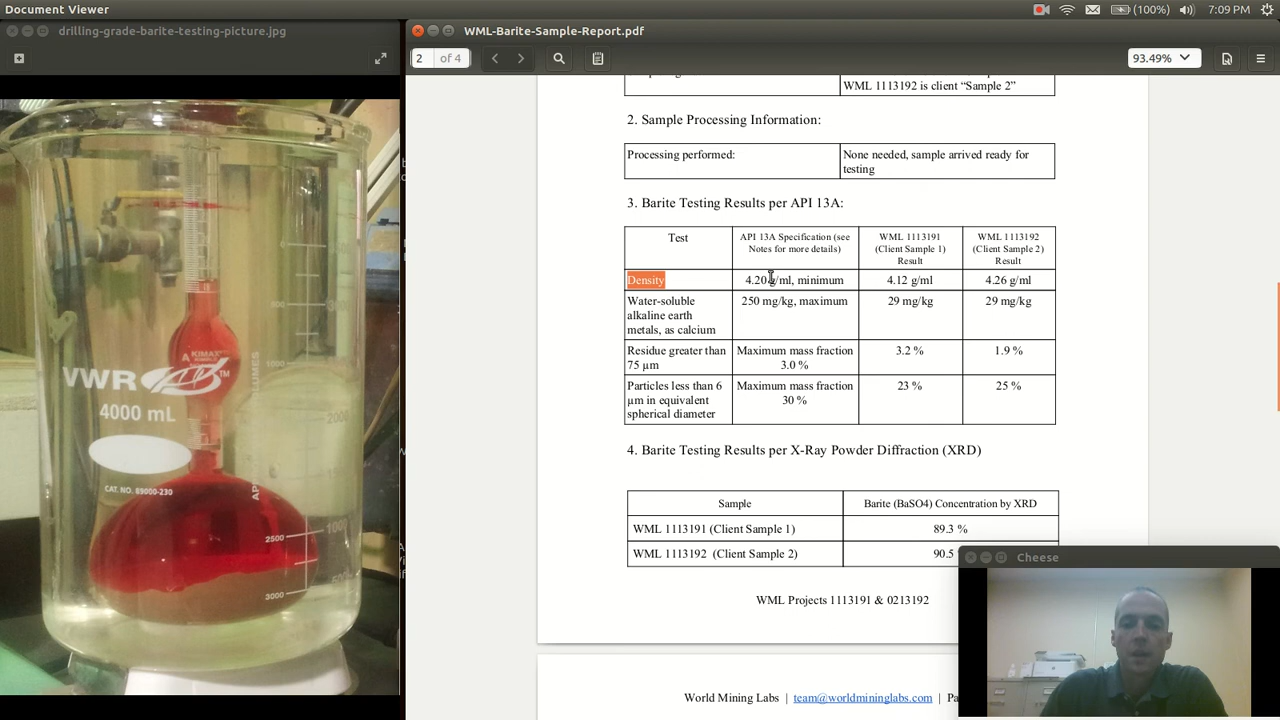 Document Viewer
(100%)
7:09 PM
drilling-grade-barite-testing-picture.jpg
WML-Barite-Sample-Report.pdf
2 of 4
93.49%
WML 1113192 is client “Sample 2”
2. Sample Processing Information:
Processing performed:
None needed, sample arrived ready for
testing
3. Barite Testing Results per API 13A:
Test
API 13A Specification (see
Notes for more details)
WML 1113191
(Client Sample 1)
Result
WML 1113192
(Client Sample 2)
Result
Density
4.20 g/ml, minimum
4.12 g/ml
4.26 g/ml
Water-soluble
alkaline earth
metals, as calcium
250 mg/kg, maximum
29 mg/kg
29 mg/kg
Residue greater than
75 µm
Maximum mass fraction
3.0 %
3.2 %
1.9 %
Particles less than 6
µm in equivalent
spherical diameter
Maximum mass fraction
30 %
23 %
25 %
4. Barite Testing Results per X-Ray Powder Diffraction (XRD)
Sample
Barite (BaSO4) Concentration by XRD
WML 1113191 (Client Sample 1)
89.3 %
WML 1113192 (Client Sample 2)
90.5
WML Projects 1113191 & 0213192
World Mining Labs | team@worldmininglabs.com |
Cheese
A KIMAX
VWR
TM
4000 mL
CAT. NO. 89000-230
1000
2000
1000
2500
3000